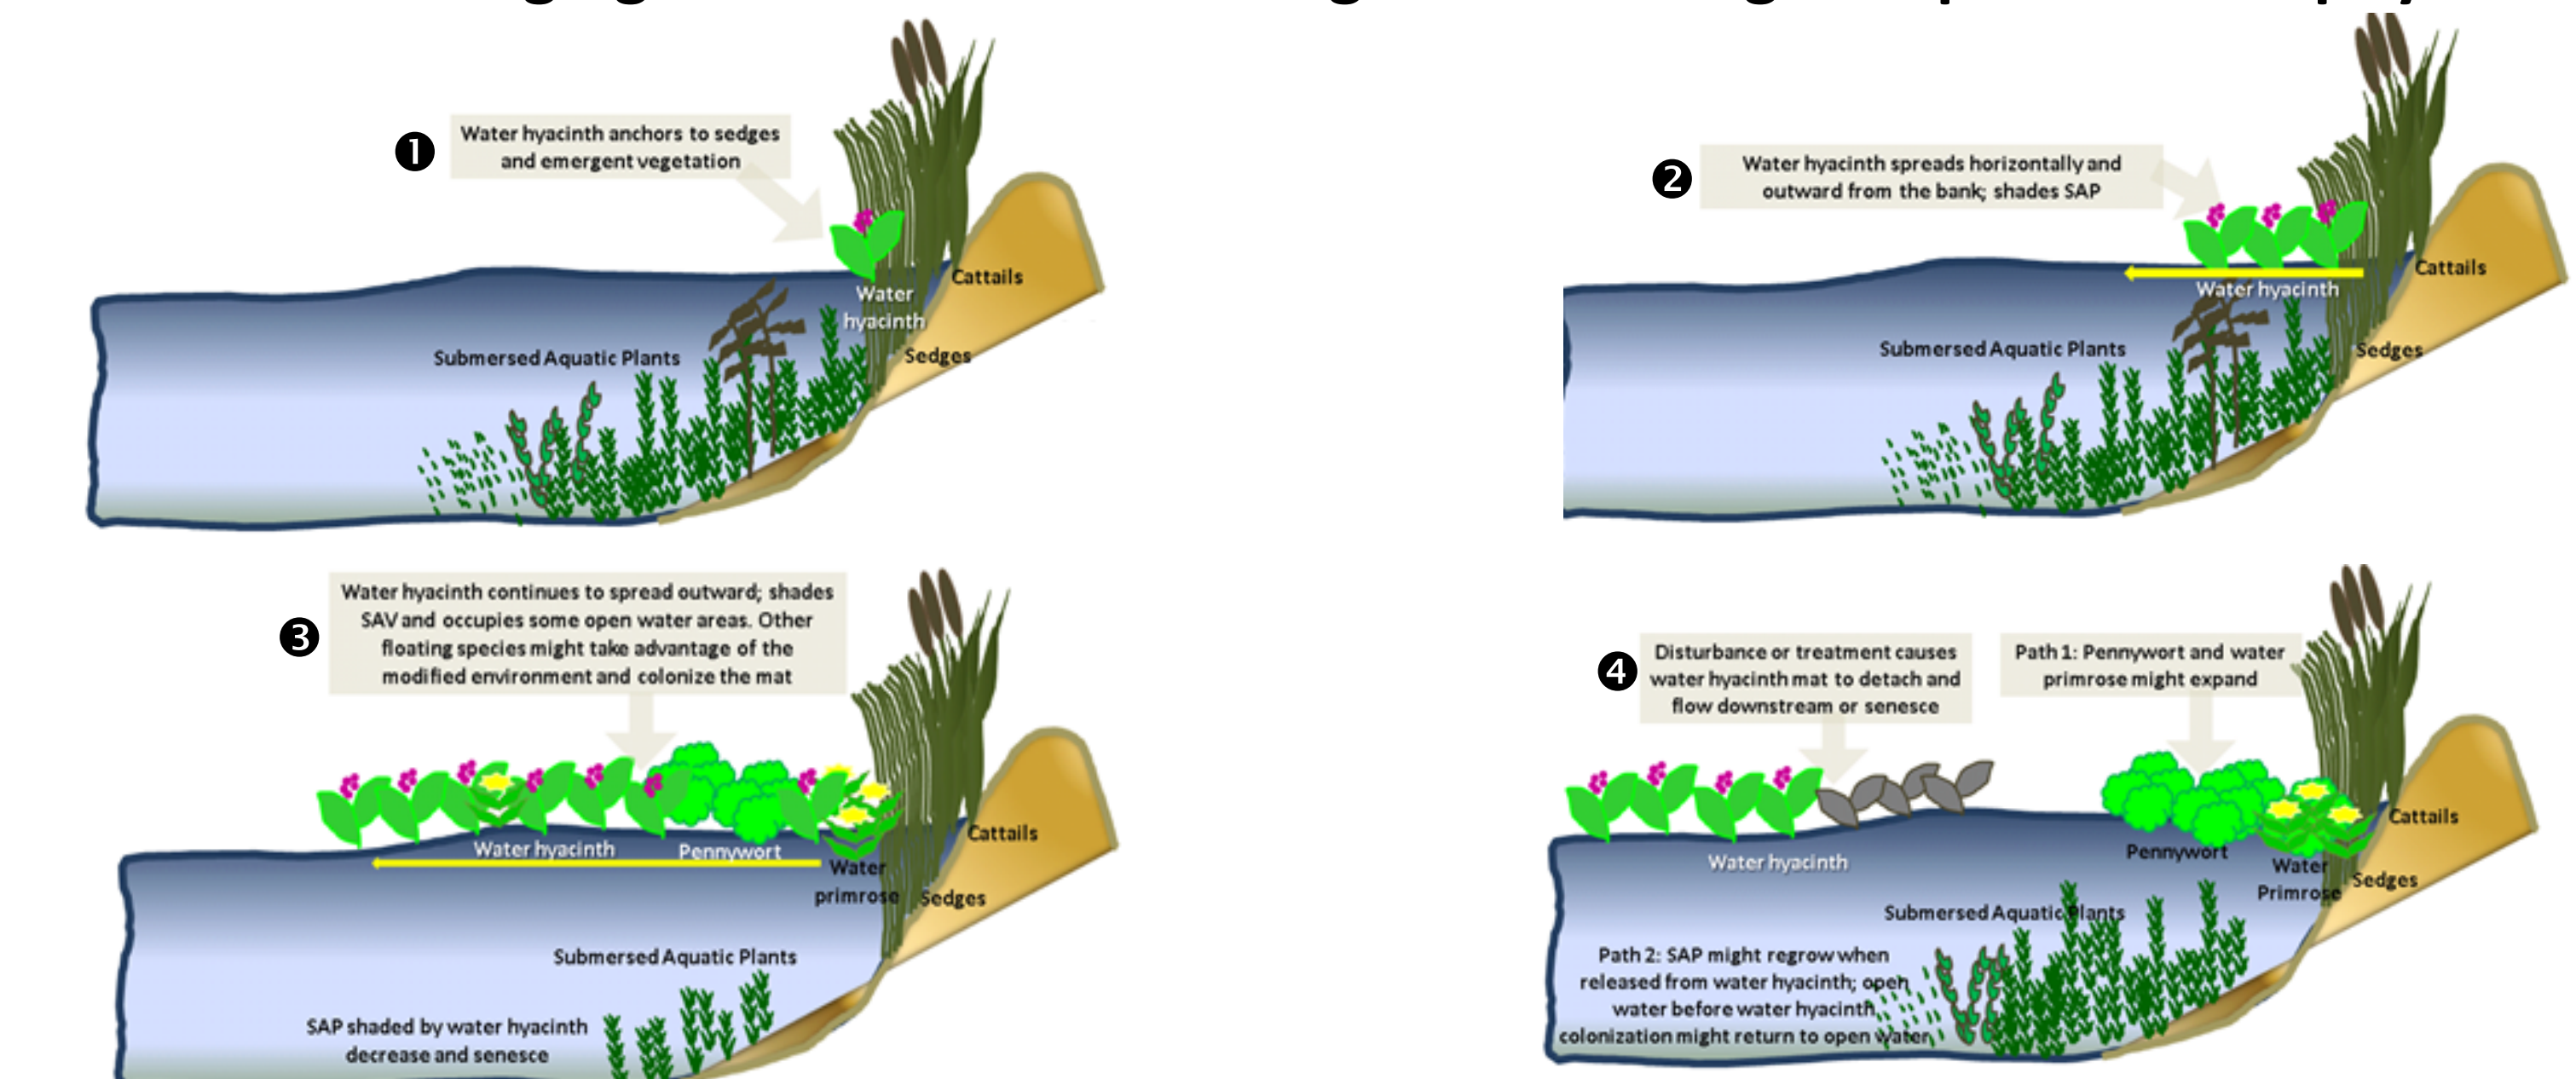 ❶
Water hyacinth anchors to sedges
and emergent vegetation
Cattails
Water
hyacinth
Submersed Aquatic Plants
Sedges
❷
Water hyacinth spreads horizontally and
outward from the bank; shades SAP
Cattails
Water hyacinth
Submersed Aquatic Plants
Sedges
❸
Water hyacinth continues to spread outward; shades
SAV and occupies some open water areas. Other
floating species might take advantage of the
modified environment and colonize the mat
Cattails
Water hyacinth
Pennywort
Water
primrose
Sedges
Submersed Aquatic Plants
SAP shaded by water hyacinth
decrease and senesce
❹
Disturbance or treatment causes
water hyacinth mat to detach and
flow downstream or senesce
Path 1: Pennywort and water
primrose might expand
Cattails
Water hyacinth
Pennywort
Water
Primrose
Sedges
Submersed Aquatic Plants
Path 2: SAP might regrow when
released from water hyacinth; open
water before water hyacinth
colonization might return to open water